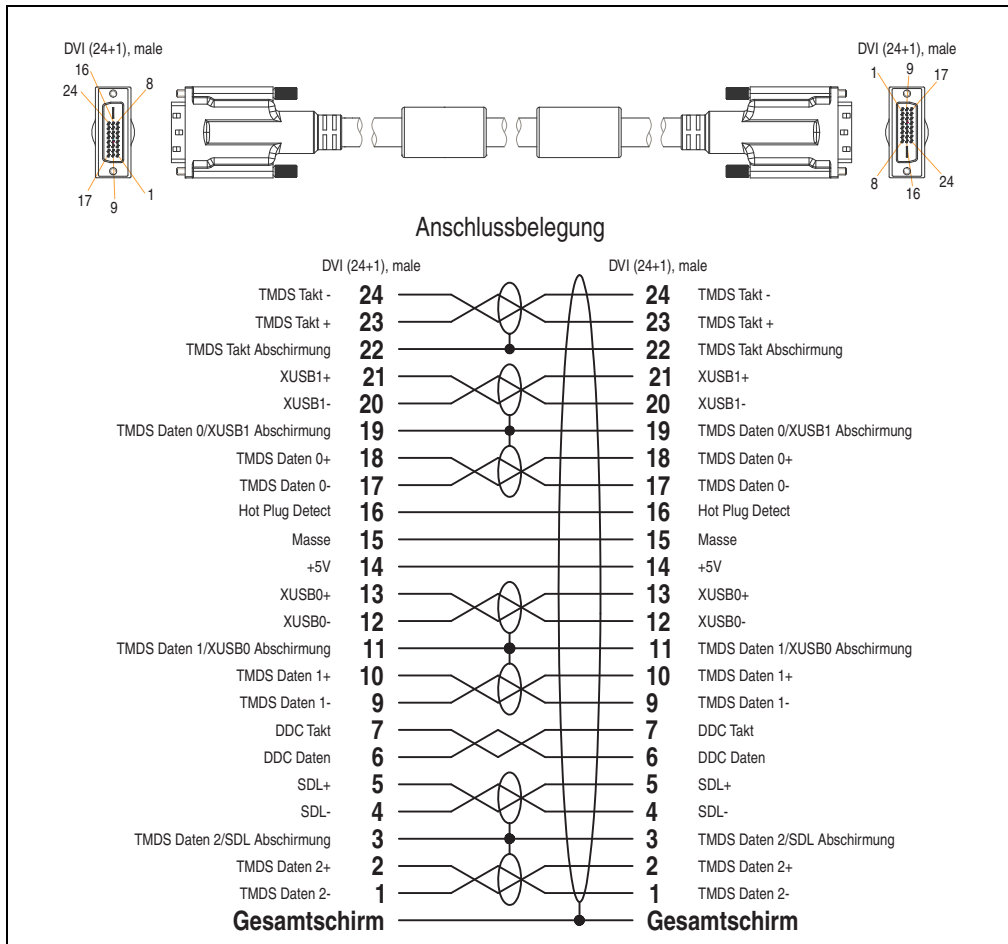 DVI (24+1), male DVI (24+1), male
16 8 1 9 17
24
17 9 1 8 16 24
Anschlussbelegung
DVI (24+1), male DVI (24+1), male
TMDS Takt - 24 24 TMDS Takt -
TMDS Takt + 23 23 TMDS Takt +
TMDS Takt Abschirmung 22 22 TMDS Takt Abschirmung
XUSB1+ 21 21 XUSB1+
XUSB1- 20 20 XUSB1-
TMDS Daten 0/XUSB1 Abschirmung 19 19 TMDS Daten 0/XUSB1 Abschirmung
TMDS Daten 0+ 18 18 TMDS Daten 0+
TMDS Daten 0- 17 17 TMDS Daten 0-
Hot Plug Detect 16 16 Hot Plug Detect
Masse 15 15 Masse
+5V 14 14 +5V
XUSB0+ 13 13 XUSB0+
XUSB0- 12 12 XUSB0-
TMDS Daten 1/XUSB0 Abschirmung 11 11 TMDS Daten 1/XUSB0 Abschirmung
TMDS Daten 1+ 10 10 TMDS Daten 1+
TMDS Daten 1- 9 9 TMDS Daten 1-
DDC Takt 7 7 DDC Takt
DDC Daten 6 6 DDC Daten
SDL+ 5 5 SDL+
SDL- 4 4 SDL-
TMDS Daten 2/SDL Abschirmung 3 3 TMDS Daten 2/SDL Abschirmung
TMDS Daten 2+ 2 2 TMDS Daten 2+
TMDS Daten 2- 1 1 TMDS Daten 2-
Gesamtschirm Gesamtschirm